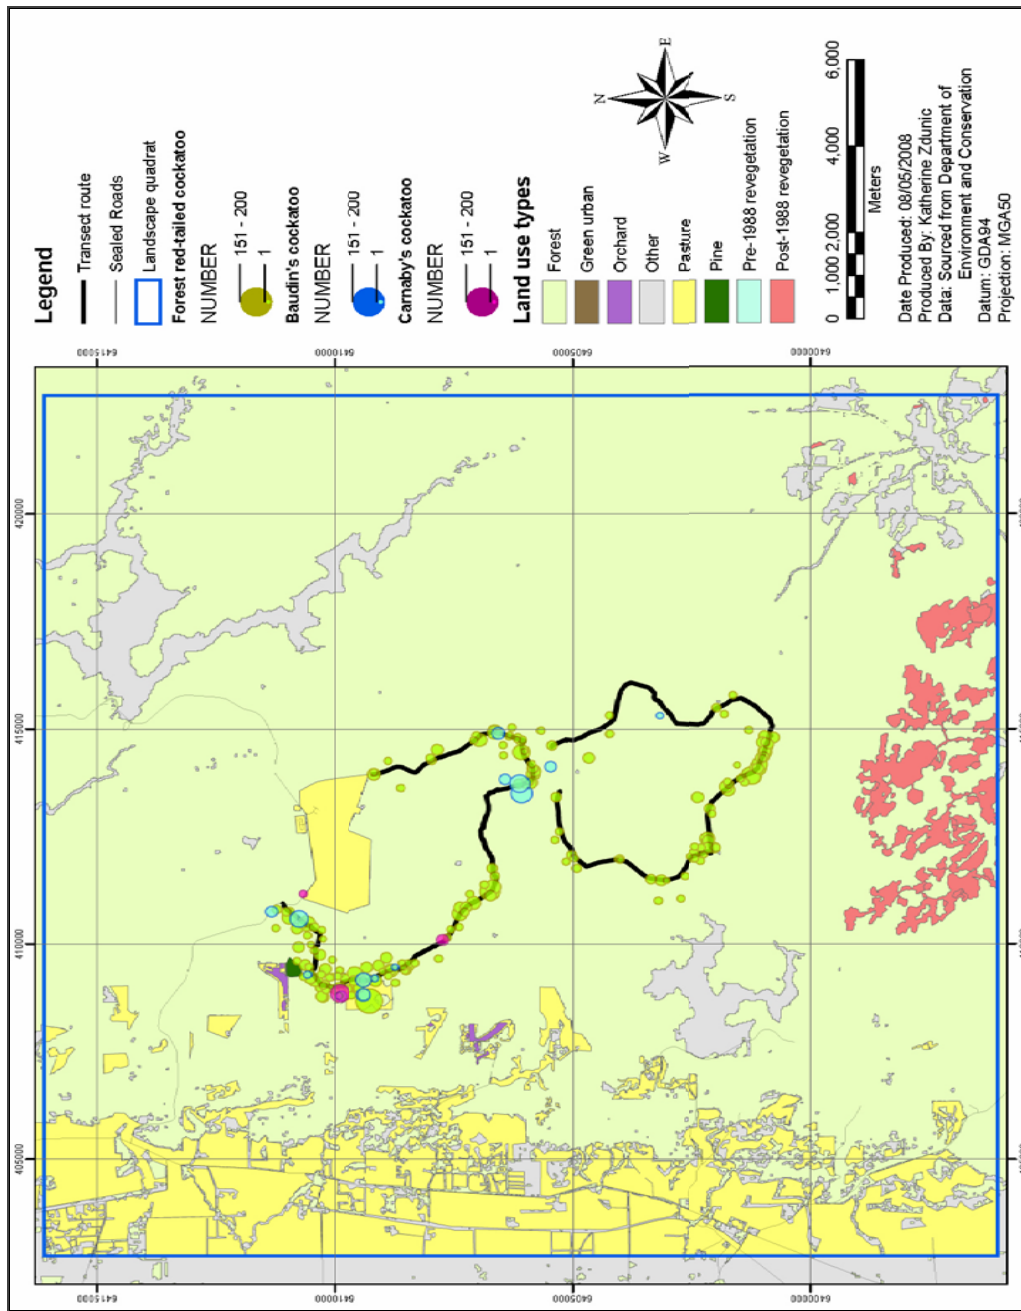 Legend
Transect route
Sealed Roads
Landscape quadrat
Forest red-tailed cockatoo
NUMBER
151 - 200
1
Baudin's cockatoo
NUMBER
151 - 200
1
Carnaby's cockatoo
NUMBER
151 - 200
1
Land use types
Forest
Green urban
Orchard
Other
Pasture
Pine
Pre-1988 revegetation
Post-1988 revegetation
N
E
S
W
0 1,000 2,000 4,000 6,000
Meters
Date Produced: 08/05/2008
Produced By: Katherine Zdunic
Data: Sourced from Department of
Environment and Conservation
Datum: GDA94
Projection: MGA50
405000
410000
415000
420000
6415000
6410000
6405000
6400000
6415000
6410000
6405000
6400000